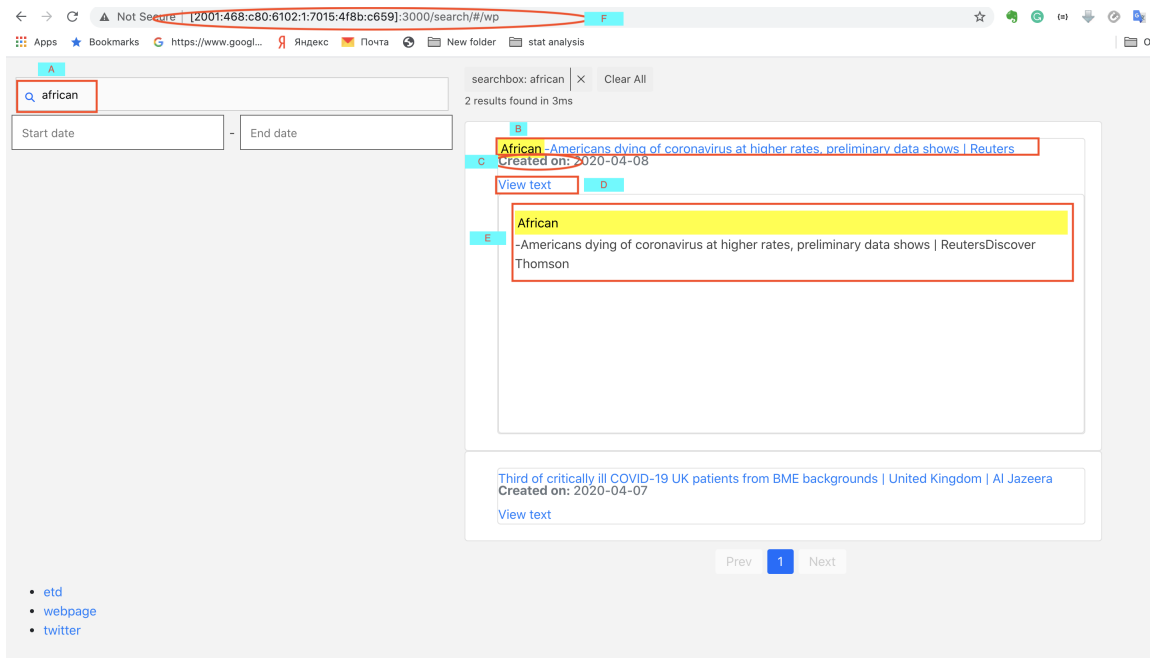 Not Secure [2001:468:c80:6102:1:7015:4f8b:c659]:3000/search/#/wp F
Apps Bookmarks https://www.googl... Яндекс Почта New folder stat analysis
A
african
Start date - End date
searchbox: african × Clear All
2 results found in 3ms
B
African -Americans dying of coronavirus at higher rates, preliminary data shows | Reuters
C Created on: 2020-04-08
View text D
African
E
-Americans dying of coronavirus at higher rates, preliminary data shows | ReutersDiscover
Thomson
Third of critically ill COVID-19 UK patients from BME backgrounds | United Kingdom | Al Jazeera
Created on: 2020-04-07
View text
Prev 1 Next
etd
webpage
twitter